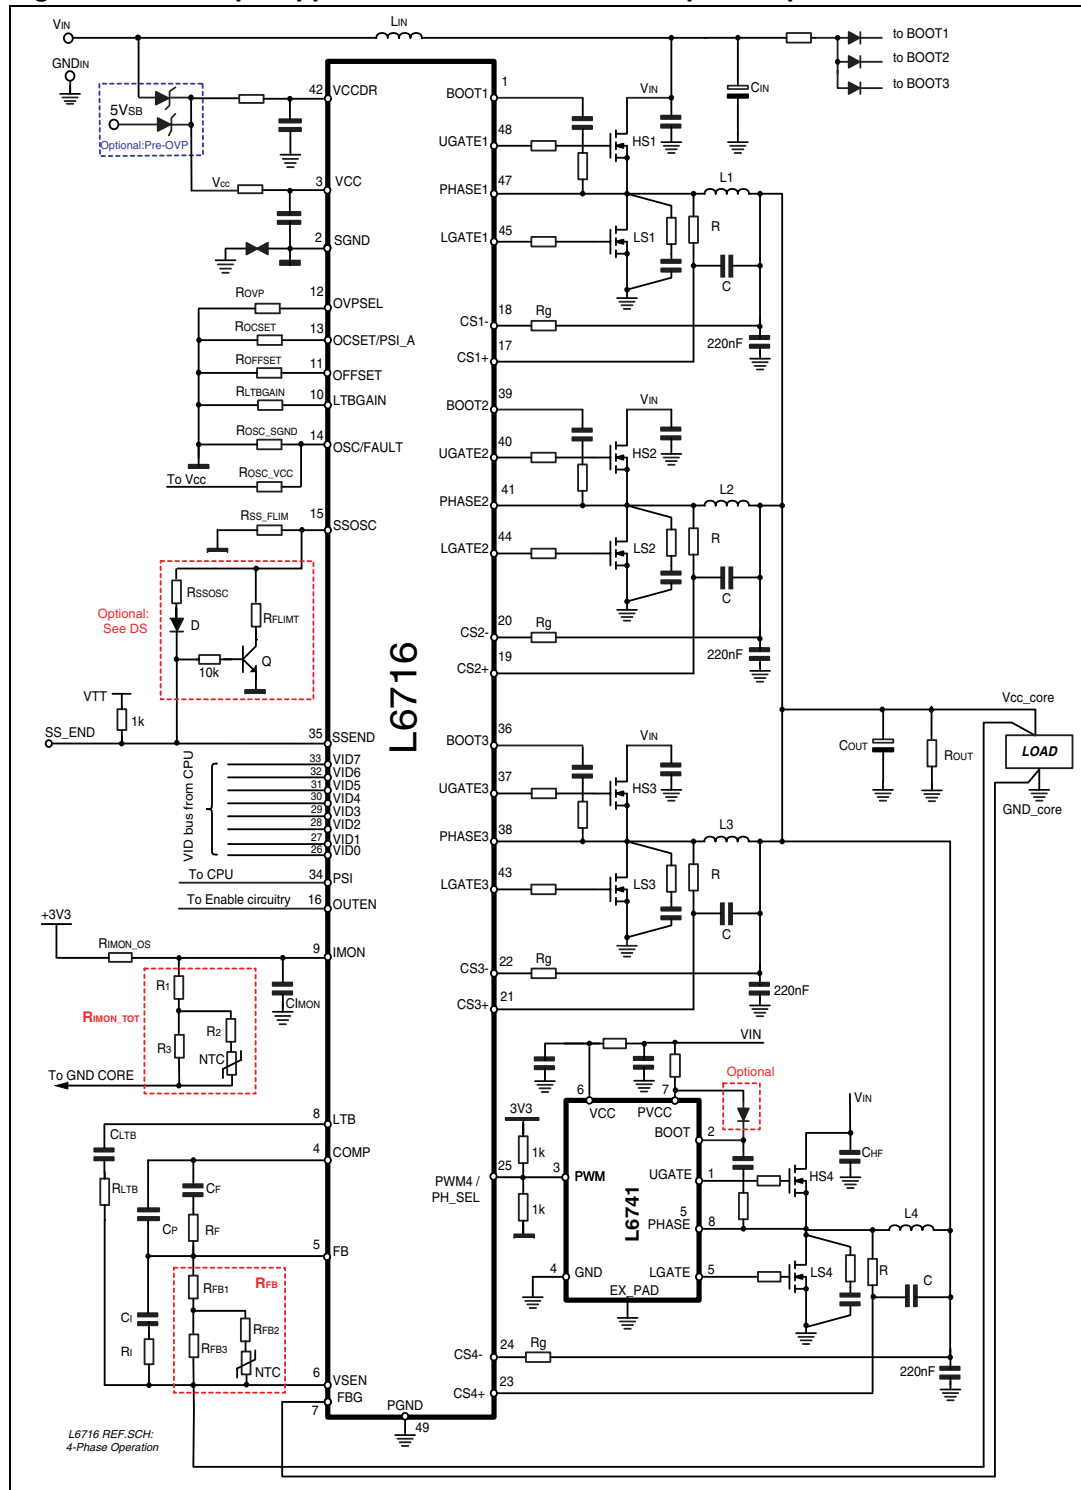 VIN
LIN
to BOOT1
to BOOT2
to BOOT3
GNDIN
5VSB
Optional:Pre-OVP
42
VCCDR
1
BOOT1
VIN
CIN
48
UGATE1
HS1
Vcc
3
VCC
47
PHASE1
L1
2
SGND
45
LGATE1
LS1
R
C
ROVP
12
OVPSEL
18
CS1-
Rg
ROCSET
13
OCSET/PSI_A
17
CS1+
220nF
ROFFSET
11
OFFSET
RLTBGAIN
10
LTBGAIN
39
BOOT2
VIN
ROSC_SGND
14
OSC/FAULT
40
UGATE2
HS2
To Vcc
ROSC_VCC
41
PHASE2
L2
RSS_FLIM
15
SSOSC
44
LGATE2
LS2
R
C
RSSOSC
RFLIMT
Optional:
See DS
D
10k
Q
20
CS2-
Rg
19
CS2+
220nF
L6716
VTT
1k
SS_END
35
SSEND
36
BOOT3
VIN
Vcc_core
COUT
ROUT
LOAD
GND_core
VID bus from CPU
33
VID7
32
VID6
31
VID5
30
VID4
29
VID3
28
VID2
27
VID1
26
VID0
37
UGATE3
HS3
38
PHASE3
L3
To CPU
34
PSI
43
LGATE3
LS3
R
C
To Enable circuitry
16
OUTEN
+3V3
RIMON_OS
9
IMON
22
CS3-
Rg
CIMON
21
CS3+
220nF
RIMON_TOT
R1
R2
R3
NTC
To GND CORE
VIN
6
VCC
7
PVCC
Optional
CLTB
8
LTB
3V3
2
BOOT
VIN
4
COMP
1k
CHF
RLTB
CF
25
PWM4 /
PH_SEL
3
PWM
1
UGATE
HS4
CP
RF
1k
L6741
5
PHASE
8
L4
5
FB
4
GND
5
LGATE
LS4
R
C
RFB1
RFB
EX_PAD
CI
RFB2
RI
RFB3
NTC
24
CS4-
Rg
6
VSEN
23
CS4+
220nF
FBG
7
PGND
49
L6716 REF.SCH:
4-Phase Operation